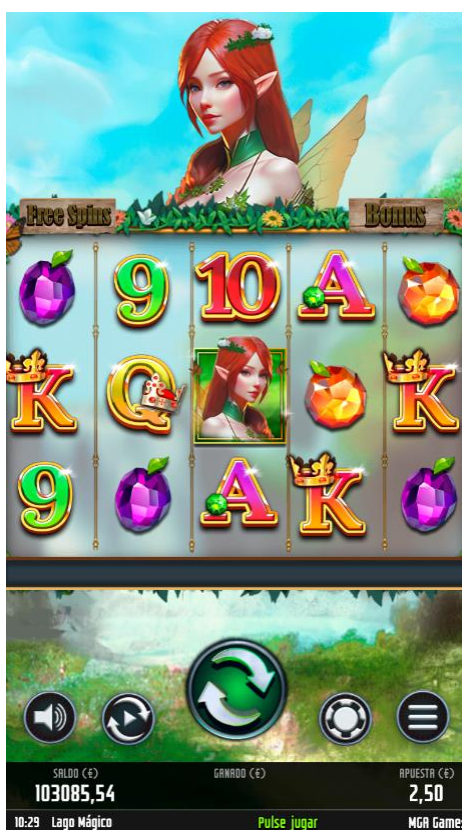 Free Spins Bonus
9 10 A
K Q K
9 A K
SALDO (€) GANADO (€) APUESTA (€)
103085,54 2,50
10:29 Lago Mágico Pulse jugar MGA Games